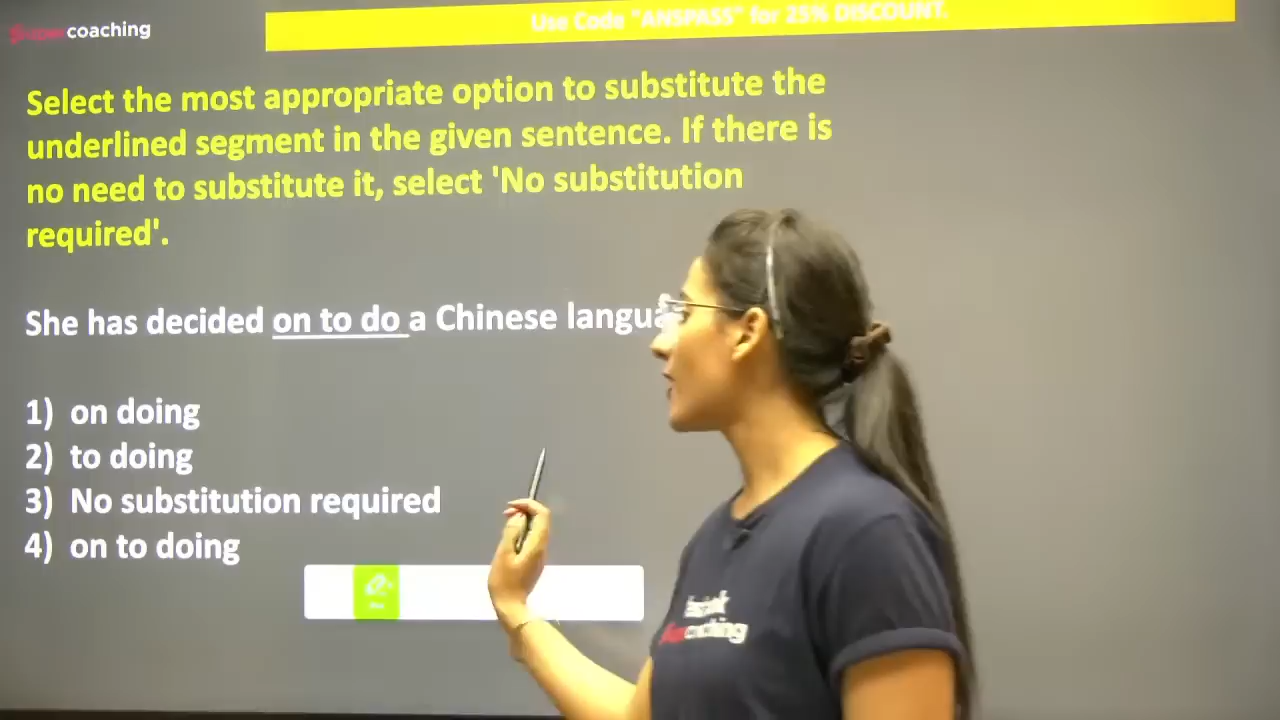 Supercoaching
Use Code "ANSPASS" for 25% DISCOUNT.
Select the most appropriate option to substitute the
underlined segment in the given sentence. If there is
no need to substitute it, select 'No substitution
required'.
She has decided on to do a Chinese langua
1) on doing
2) to doing
3) No substitution required
4) on to doing
coaching